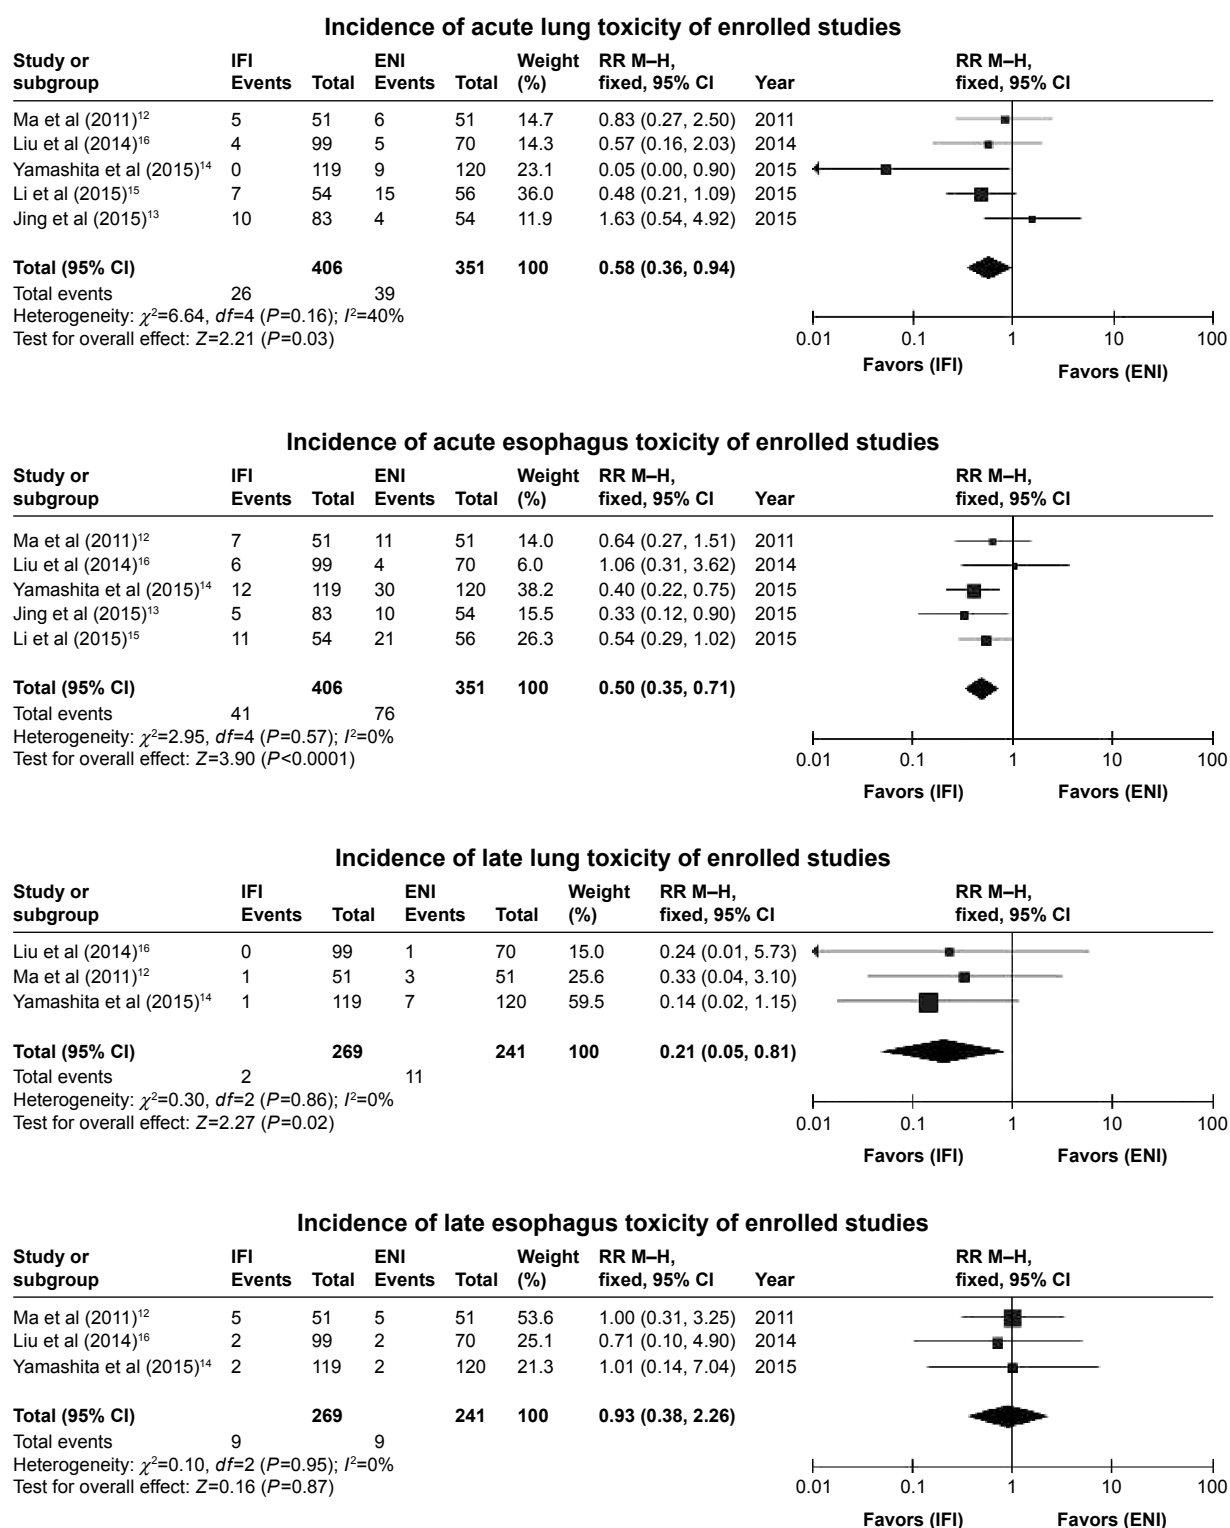 Incidence of acute lung toxicity of enrolled studies
Study or IFI ENI Weight RR M–H, RR M–H,
subgroup Events Total Events Total (%) fixed, 95% CI Year fixed, 95% CI
Ma et al (2011)¹² 5 51 6 51 14.7 0.83 (0.27, 2.50) 2011
Liu et al (2014)¹⁶ 4 99 5 70 14.3 0.57 (0.16, 2.03) 2014
Yamashita et al (2015)¹⁴ 0 119 9 120 23.1 0.05 (0.00, 0.90) 2015
Li et al (2015)¹⁵ 7 54 15 56 36.0 0.48 (0.21, 1.09) 2015
Jing et al (2015)¹³ 10 83 4 54 11.9 1.63 (0.54, 4.92) 2015
Total (95% CI) 406 351 100 0.58 (0.36, 0.94)
Total events 26 39
Heterogeneity: χ²=6.64, df=4 (P=0.16); I²=40%
Test for overall effect: Z=2.21 (P=0.03)
0.01 0.1 1 10 100
Favors (IFI) Favors (ENI)
Incidence of acute esophagus toxicity of enrolled studies
Study or IFI ENI Weight RR M–H, RR M–H,
subgroup Events Total Events Total (%) fixed, 95% CI Year fixed, 95% CI
Ma et al (2011)¹² 7 51 11 51 14.0 0.64 (0.27, 1.51) 2011
Liu et al (2014)¹⁶ 6 99 4 70 6.0 1.06 (0.31, 3.62) 2014
Yamashita et al (2015)¹⁴ 12 119 30 120 38.2 0.40 (0.22, 0.75) 2015
Jing et al (2015)¹³ 5 83 10 54 15.5 0.33 (0.12, 0.90) 2015
Li et al (2015)¹⁵ 11 54 21 56 26.3 0.54 (0.29, 1.02) 2015
Total (95% CI) 406 351 100 0.50 (0.35, 0.71)
Total events 41 76
Heterogeneity: χ²=2.95, df=4 (P=0.57); I²=0%
Test for overall effect: Z=3.90 (P<0.0001)
0.01 0.1 1 10 100
Favors (IFI) Favors (ENI)
Incidence of late lung toxicity of enrolled studies
Study or IFI ENI Weight RR M–H, RR M–H,
subgroup Events Total Events Total (%) fixed, 95% CI fixed, 95% CI
Liu et al (2014)¹⁶ 0 99 1 70 15.0 0.24 (0.01, 5.73)
Ma et al (2011)¹² 1 51 3 51 25.6 0.33 (0.04, 3.10)
Yamashita et al (2015)¹⁴ 1 119 7 120 59.5 0.14 (0.02, 1.15)
Total (95% CI) 269 241 100 0.21 (0.05, 0.81)
Total events 2 11
Heterogeneity: χ²=0.30, df=2 (P=0.86); I²=0%
Test for overall effect: Z=2.27 (P=0.02)
0.01 0.1 1 10 100
Favors (IFI) Favors (ENI)
Incidence of late esophagus toxicity of enrolled studies
Study or IFI ENI Weight RR M–H, RR M–H,
subgroup Events Total Events Total (%) fixed, 95% CI Year fixed, 95% CI
Ma et al (2011)¹² 5 51 5 51 53.6 1.00 (0.31, 3.25) 2011
Liu et al (2014)¹⁶ 2 99 2 70 25.1 0.71 (0.10, 4.90) 2014
Yamashita et al (2015)¹⁴ 2 119 2 120 21.3 1.01 (0.14, 7.04) 2015
Total (95% CI) 269 241 100 0.93 (0.38, 2.26)
Total events 9 9
Heterogeneity: χ²=0.10, df=2 (P=0.95); I²=0%
Test for overall effect: Z=0.16 (P=0.87)
0.01 0.1 1 10 100
Favors (IFI) Favors (ENI)